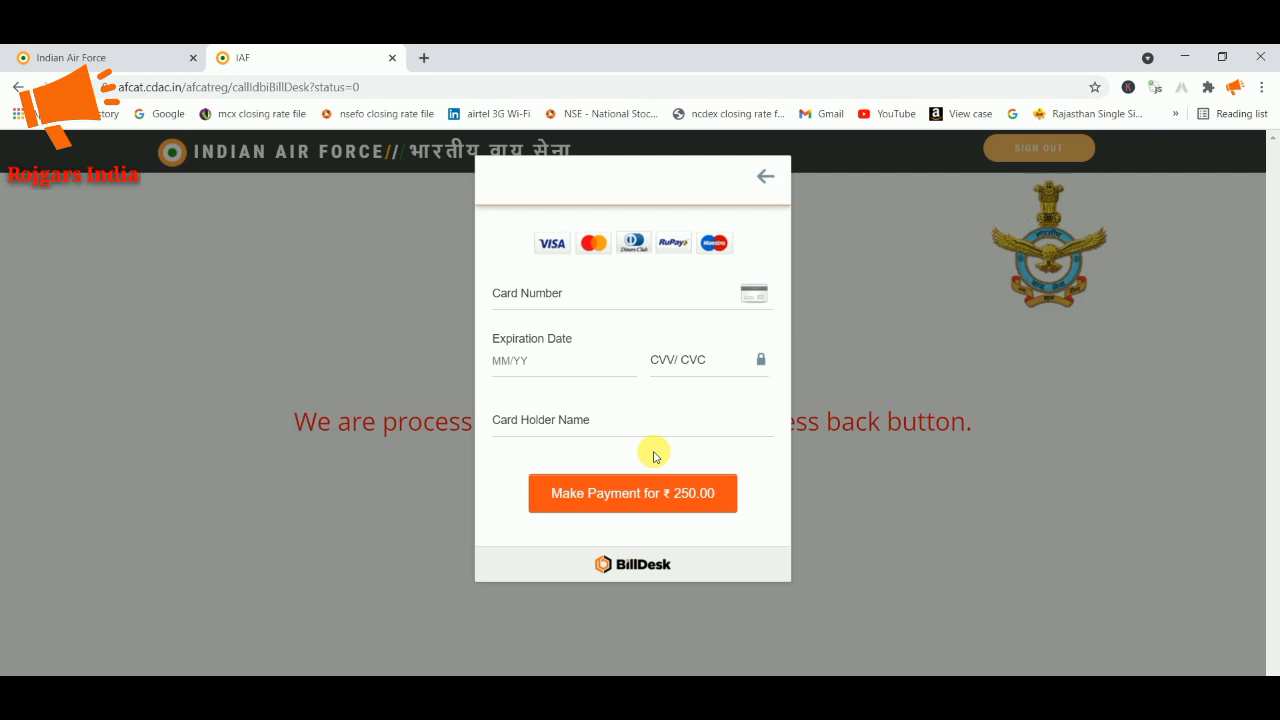 Indian Air Force
IAF
afcat.cdac.in/afcatreg/callIdbiBillDesk?status=0
story
Google
mcx closing rate file
nsefo closing rate file
airtel 3G Wi-Fi
NSE - National Stoc...
ncdex closing rate f...
Gmail
YouTube
View case
Rajasthan Single Si...
»
Reading list
INDIAN AIR FORCE// भारतीय वायु सेना
SIGN OUT
Rojgars India
VISA
Diners Club
RuPay
Maestro
Card Number
Expiration Date
MM/YY
CVV/ CVC
We are process
ess back button.
Card Holder Name
Make Payment for ₹ 250.00
BillDesk